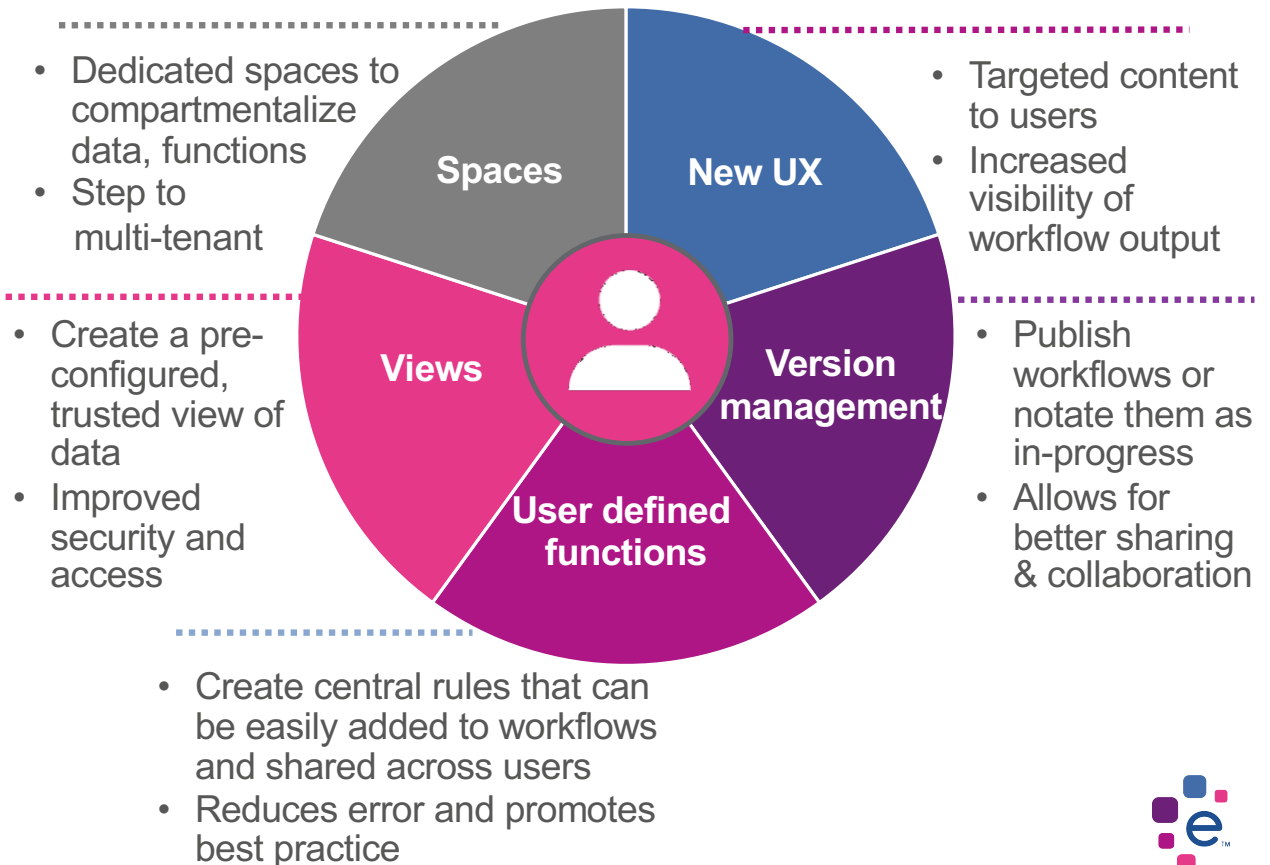 • Dedicated spaces to
compartmentalize
data, functions
• Step to
multi-tenant
Spaces
New UX
• Targeted content
to users
• Increased
visibility of
workflow output
• Create a pre-
configured,
trusted view of
data
• Improved
security and
access
Views
Version
management
• Publish
workflows or
notate them as
in-progress
• Allows for
better sharing
& collaboration
User defined
functions
• Create central rules that can
be easily added to workflows
and shared across users
• Reduces error and promotes
best practice
e™